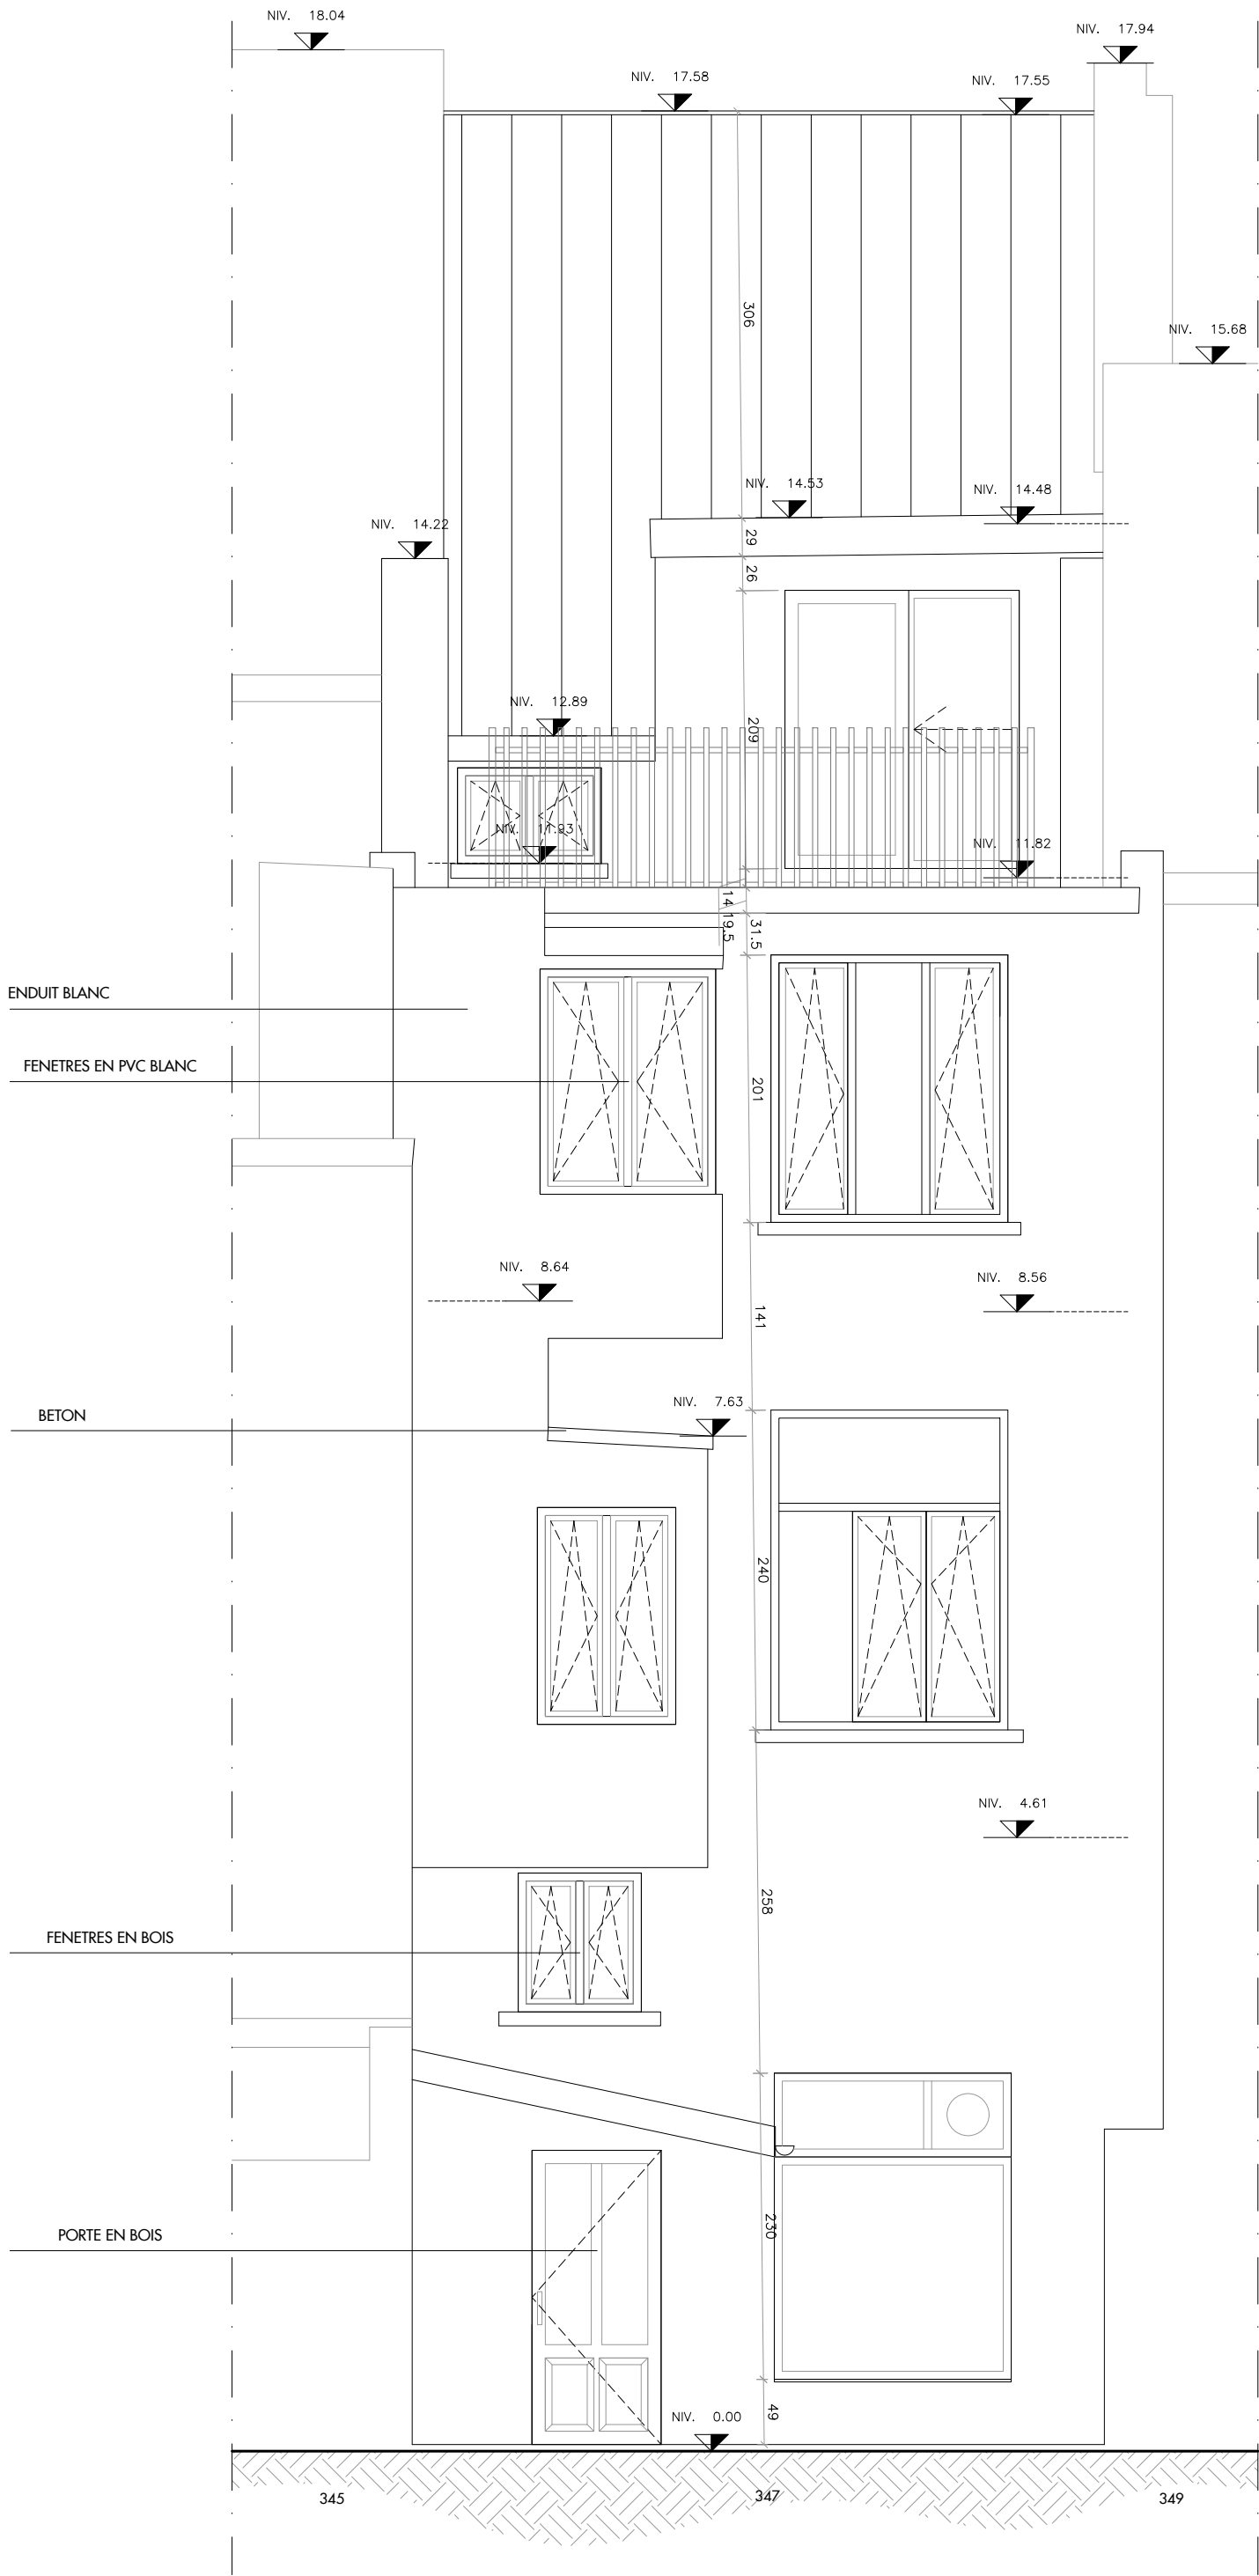 NIV. 18.04
NIV. 17.94
NIV. 17.58
NIV. 17.55
306
NIV. 15.68
NIV. 14.53
NIV. 14.48
NIV. 14.22
29
26
NIV. 12.89
209
NIV. 11.93
NIV. 11.82
14
19.5
31.5
ENDUIT BLANC
FENETRES EN PVC BLANC
201
NIV. 8.64
NIV. 8.56
141
NIV. 7.63
BETON
240
NIV. 4.61
258
FENETRES EN BOIS
230
PORTE EN BOIS
49
NIV. 0.00
345
347
349